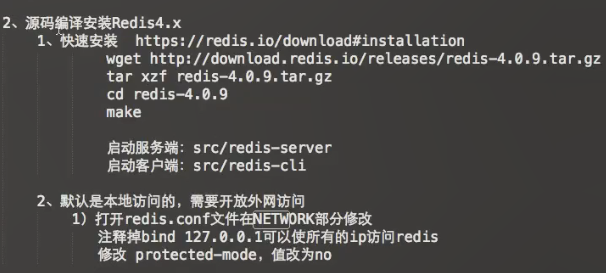 2、源码编译安装Redis4.x
1、快速安装 https://redis.io/download#installation
wget http://download.redis.io/releases/redis-4.0.9.tar.gz
tar xzf redis-4.0.9.tar.gz
cd redis-4.0.9
make
启动服务端：src/redis-server
启动客户端：src/redis-cli
2、默认是本地访问的，需要开放外网访问
1）打开redis.conf文件在NETWORK部分修改
注释掉bind 127.0.0.1可以使所有的ip访问redis
修改 protected-mode，值改为no